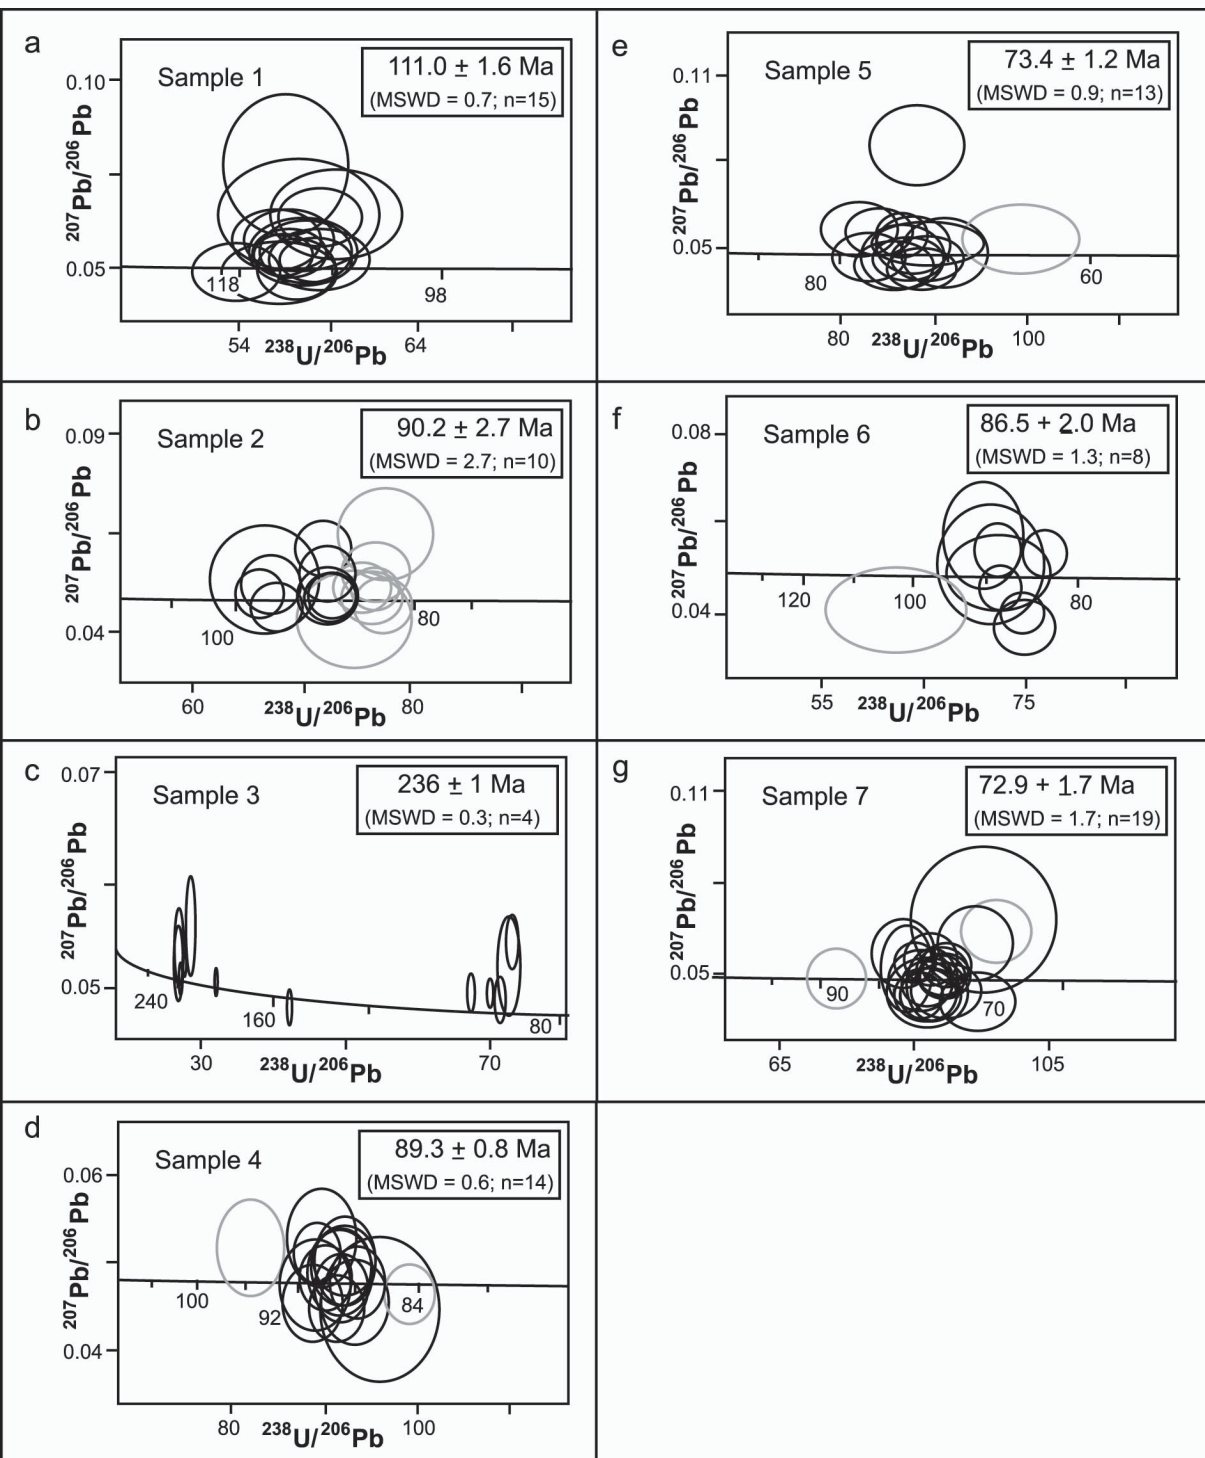 a
Sample 1
111.0 ± 1.6 Ma
(MSWD = 0.7; n=15)
0.10
0.05
207Pb/206Pb
118
98
54
238U/206Pb
64
b
Sample 2
90.2 ± 2.7 Ma
(MSWD = 2.7; n=10)
0.09
0.04
207Pb/206Pb
100
80
60
238U/206Pb
80
c
Sample 3
236 ± 1 Ma
(MSWD = 0.3; n=4)
0.07
0.05
207Pb/206Pb
240
160
80
30
238U/206Pb
70
d
Sample 4
89.3 ± 0.8 Ma
(MSWD = 0.6; n=14)
0.06
0.04
207Pb/206Pb
100
92
84
80
238U/206Pb
100
e
Sample 5
73.4 ± 1.2 Ma
(MSWD = 0.9; n=13)
0.11
0.05
207Pb/206Pb
80
60
80
238U/206Pb
100
f
Sample 6
86.5 + 2.0 Ma
(MSWD = 1.3; n=8)
0.08
0.04
207Pb/206Pb
120
100
80
55
238U/206Pb
75
g
Sample 7
72.9 + 1.7 Ma
(MSWD = 1.7; n=19)
0.11
0.05
207Pb/206Pb
90
70
65
238U/206Pb
105